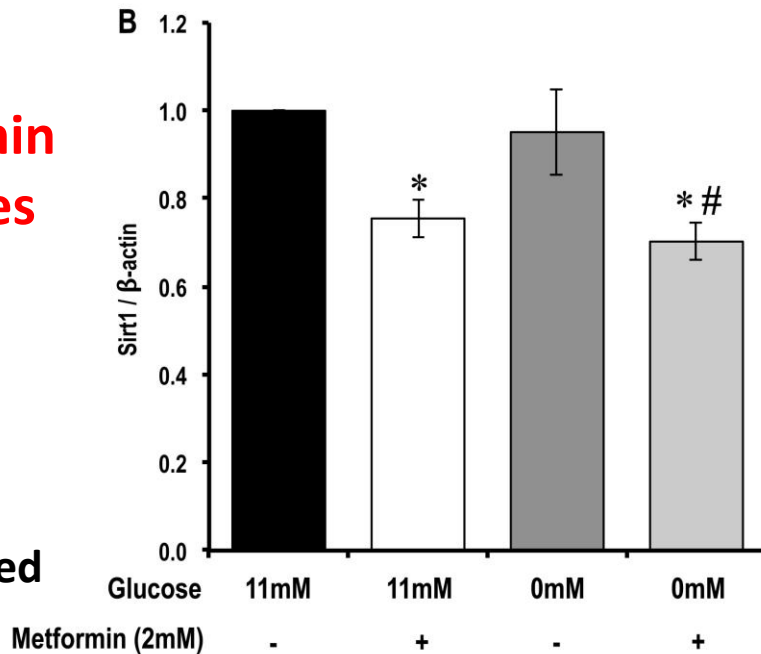 B
1.2
1.0
0.8
0.6
0.4
0.2
0.0
Sirt1 / β-actin
*
* #
Glucose 11mM 11mM 0mM 0mM
Metformin (2mM) - + - +